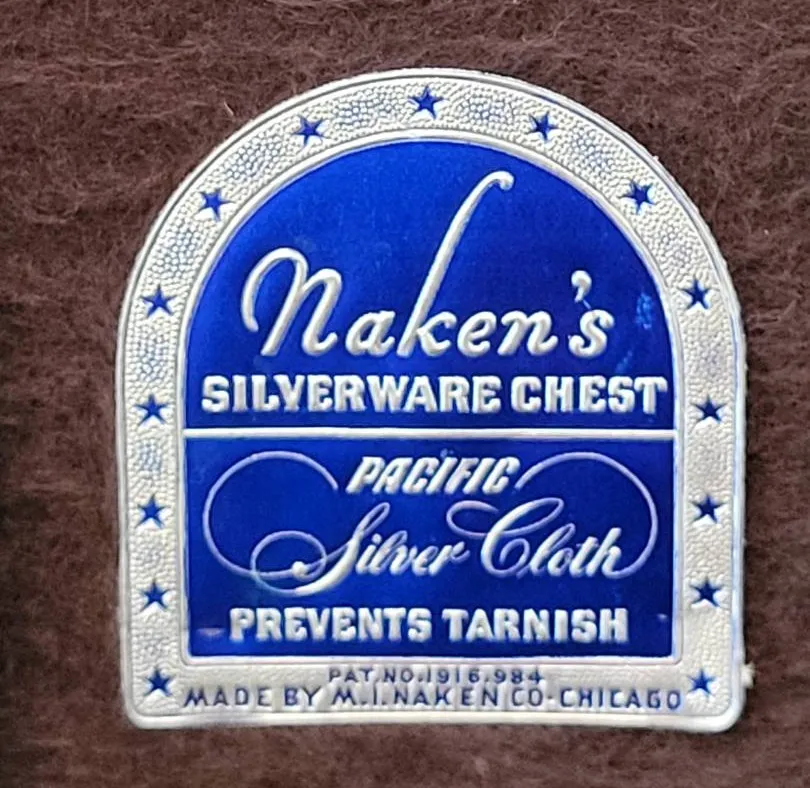 Naken's
SILVERWARE CHEST
PACIFIC
Silver Cloth
PREVENTS TARNISH
PAT.NO.1916.984
MADE BY M.I.NAKEN CO-CHICAGO